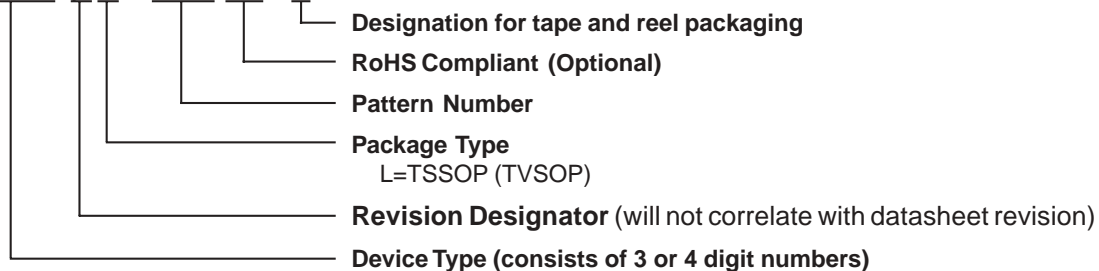 Designation for tape and reel packaging
RoHS Compliant (Optional)
Pattern Number
Package Type
L=TSSOP (TVSOP)
Revision Designator (will not correlate with datasheet revision)
Device Type (consists of 3 or 4 digit numbers)